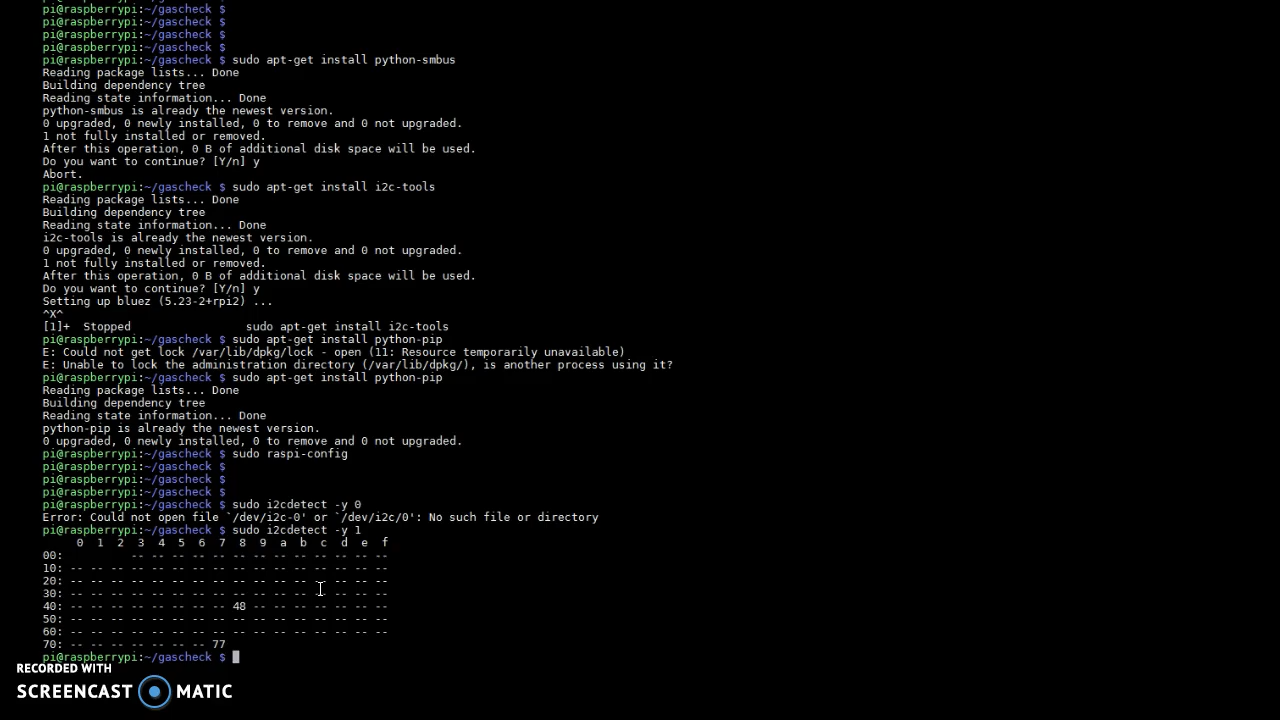 pi@raspberrypi:~/gascheck $
pi@raspberrypi:~/gascheck $
pi@raspberrypi:~/gascheck $
pi@raspberrypi:~/gascheck $
pi@raspberrypi:~/gascheck $ sudo apt-get install python-smbus
Reading package lists... Done
Building dependency tree
Reading state information... Done
python-smbus is already the newest version.
0 upgraded, 0 newly installed, 0 to remove and 0 not upgraded.
1 not fully installed or removed.
After this operation, 0 B of additional disk space will be used.
Do you want to continue? [Y/n] y
Abort.
pi@raspberrypi:~/gascheck $ sudo apt-get install i2c-tools
Reading package lists... Done
Building dependency tree
Reading state information... Done
i2c-tools is already the newest version.
0 upgraded, 0 newly installed, 0 to remove and 0 not upgraded.
1 not fully installed or removed.
After this operation, 0 B of additional disk space will be used.
Do you want to continue? [Y/n] y
Setting up bluez (5.23-2+rpi2) ...
^X^
[1]+  Stopped                 sudo apt-get install i2c-tools
pi@raspberrypi:~/gascheck $ sudo apt-get install python-pip
E: Could not get lock /var/lib/dpkg/lock - open (11: Resource temporarily unavailable)
E: Unable to lock the administration directory (/var/lib/dpkg/), is another process using it?
pi@raspberrypi:~/gascheck $ sudo apt-get install python-pip
Reading package lists... Done
Building dependency tree
Reading state information... Done
python-pip is already the newest version.
0 upgraded, 0 newly installed, 0 to remove and 0 not upgraded.
pi@raspberrypi:~/gascheck $ sudo raspi-config
pi@raspberrypi:~/gascheck $
pi@raspberrypi:~/gascheck $
pi@raspberrypi:~/gascheck $
pi@raspberrypi:~/gascheck $ sudo i2cdetect -y 0
Error: Could not open file `/dev/i2c-0' or `/dev/i2c/0': No such file or directory
pi@raspberrypi:~/gascheck $ sudo i2cdetect -y 1
     0  1  2  3  4  5  6  7  8  9  a  b  c  d  e  f
00:          -- -- -- -- -- -- -- -- -- -- -- -- --
10: -- -- -- -- -- -- -- -- -- -- -- -- -- -- -- --
20: -- -- -- -- -- -- -- -- -- -- -- -- -- -- -- --
30: -- -- -- -- -- -- -- -- -- -- -- -- -- -- -- --
40: -- -- -- -- -- -- -- -- 48 -- -- -- -- -- -- --
50: -- -- -- -- -- -- -- -- -- -- -- -- -- -- -- --
60: -- -- -- -- -- -- -- -- -- -- -- -- -- -- -- --
70: -- -- -- -- -- -- -- 77
pi@raspberrypi:~/gascheck $
RECORDED WITH
SCREENCAST MATIC